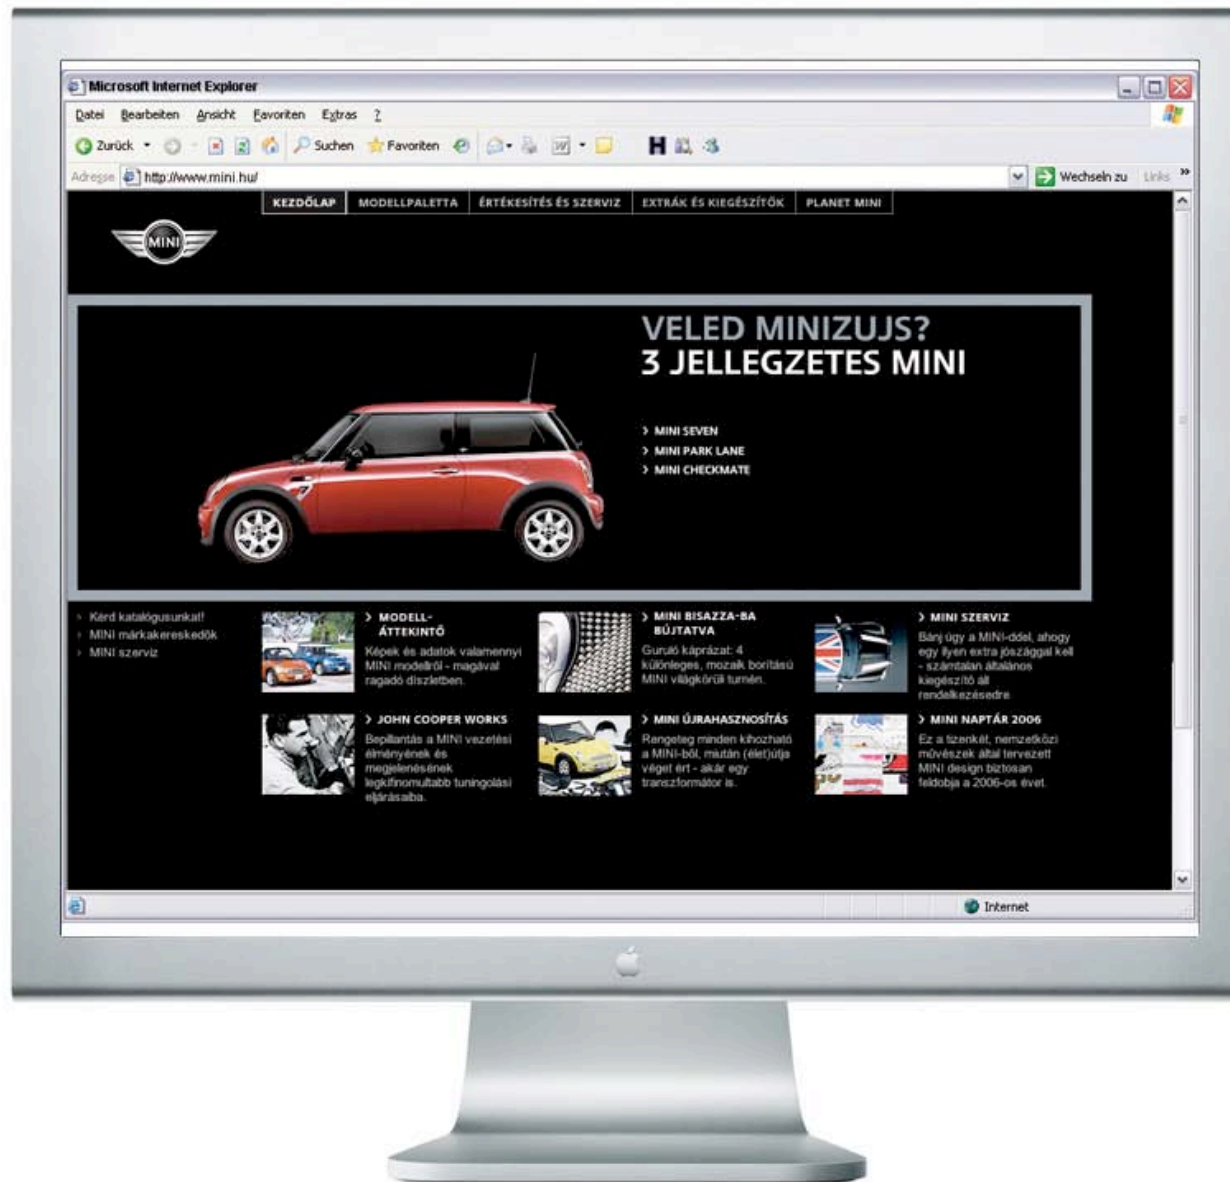 Microsoft Internet Explorer
Datei Bearbeiten Ansicht Favoriten Extras ?
Zurück Suchen Favoriten
Adresse http://www.mini.hu/ Wechseln zu Links
KEZDŐLAP MODELLPALETTA ÉRTÉKESÍTÉS ÉS SZERVIZ EXTRÁK ÉS KIEGÉSZÍTŐK PLANET MINI
MINI
VELED MINIZUJS?
3 JELLEGZETES MINI
> MINI SEVEN
> MINI PARK LANE
> MINI CHECKMATE
> Kérd katalógusunkat!
> MINI márkakereskedők
> MINI szerviz
> MODELL-
ÁTTEKINTŐ
Képek és adatok valamennyi
MINI modellről - magával
ragadó díszletben.
> MINI BISAZZA-BA
BÚJTATVA
Guruló káprázat: 4
különleges, mozaik borítású
MINI világkörüli turnén.
> MINI SZERVIZ
Bánj úgy a MINI-ddel, ahogy
egy ilyen extra jószággal kell
- számtalan általános
kiegészítő áll
rendelkezésedre.
> JOHN COOPER WORKS
Bepillantás a MINI vezetési
élményének és
megjelenésének
legkifinomultabb tuningolási
eljárásaiba.
> MINI ÚJRAHASZNOSÍTÁS
Rengeteg minden kihozható
a MINI-ből, miután (élet)útja
véget ért - akár egy
transzformátor is.
> MINI NAPTÁR 2006
Ez a tizenkét, nemzetközi
művészek által tervezett
MINI design biztosan
feldobja a 2006-os évet.
Internet